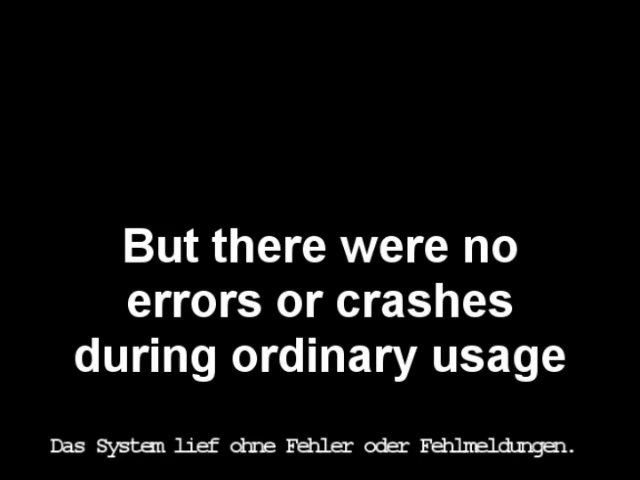 But there were no
errors or crashes
during ordinary usage
Das System lief ohne Fehler oder Fehlmeldungen.